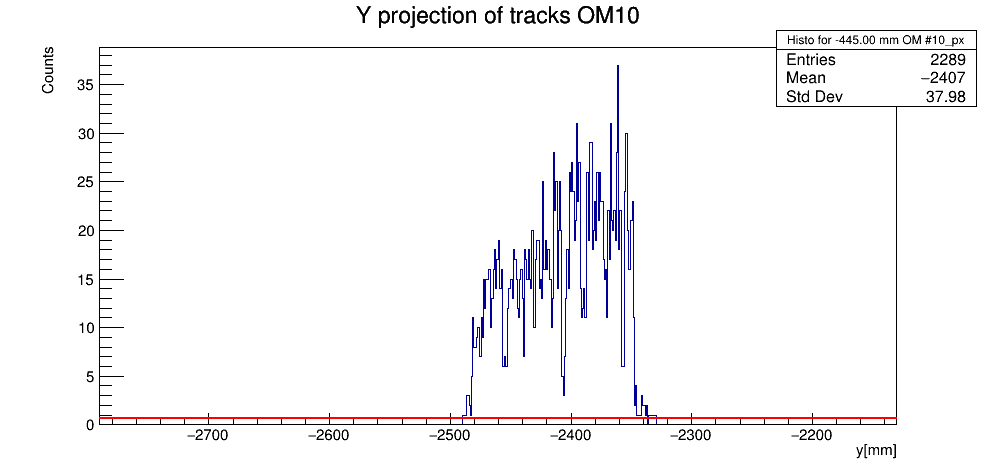 Y projection of tracks OM10
Histo for -445.00 mm OM #10_px
Entries 2289
Mean −2407
Std Dev 37.98
Counts
35
30
25
20
15
10
5
0
−2700 −2600 −2500 −2400 −2300 −2200
y[mm]